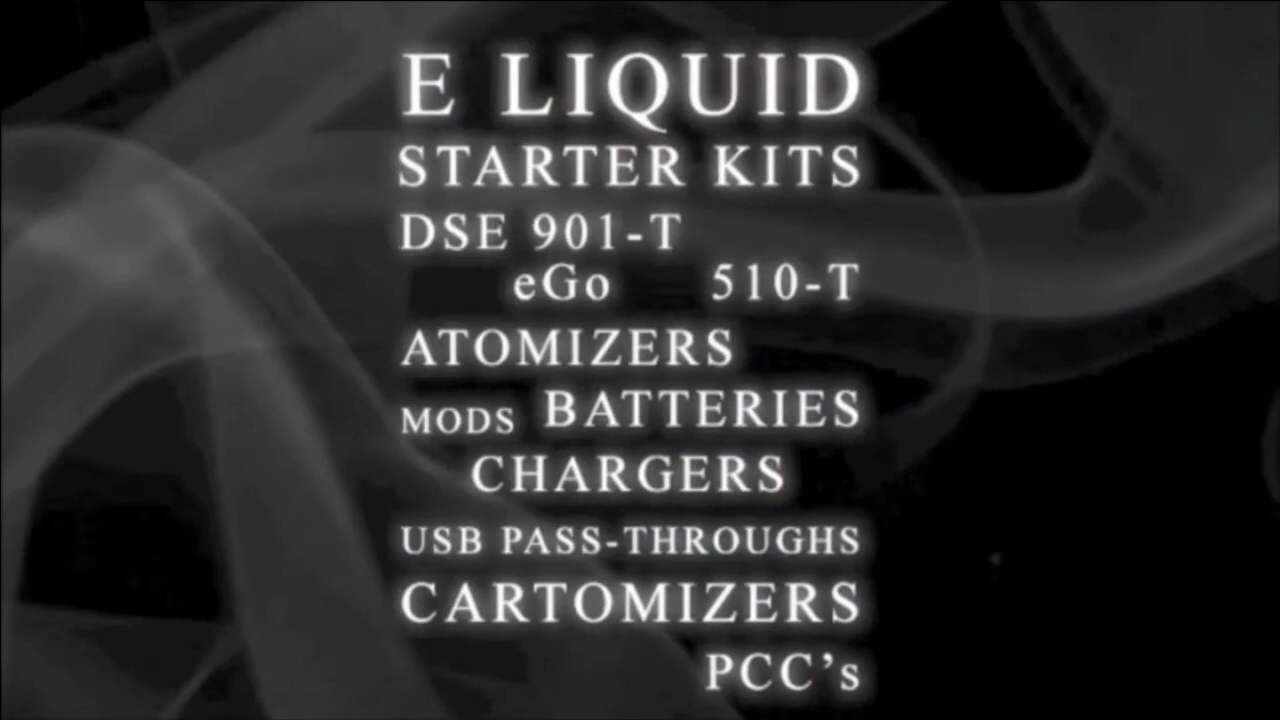 E LIQUID
STARTER KITS
DSE 901-T
eGo 510-T
ATOMIZERS
MODS BATTERIES
CHARGERS
USB PASS-THROUGHS
CARTOMIZERS
PCC’s